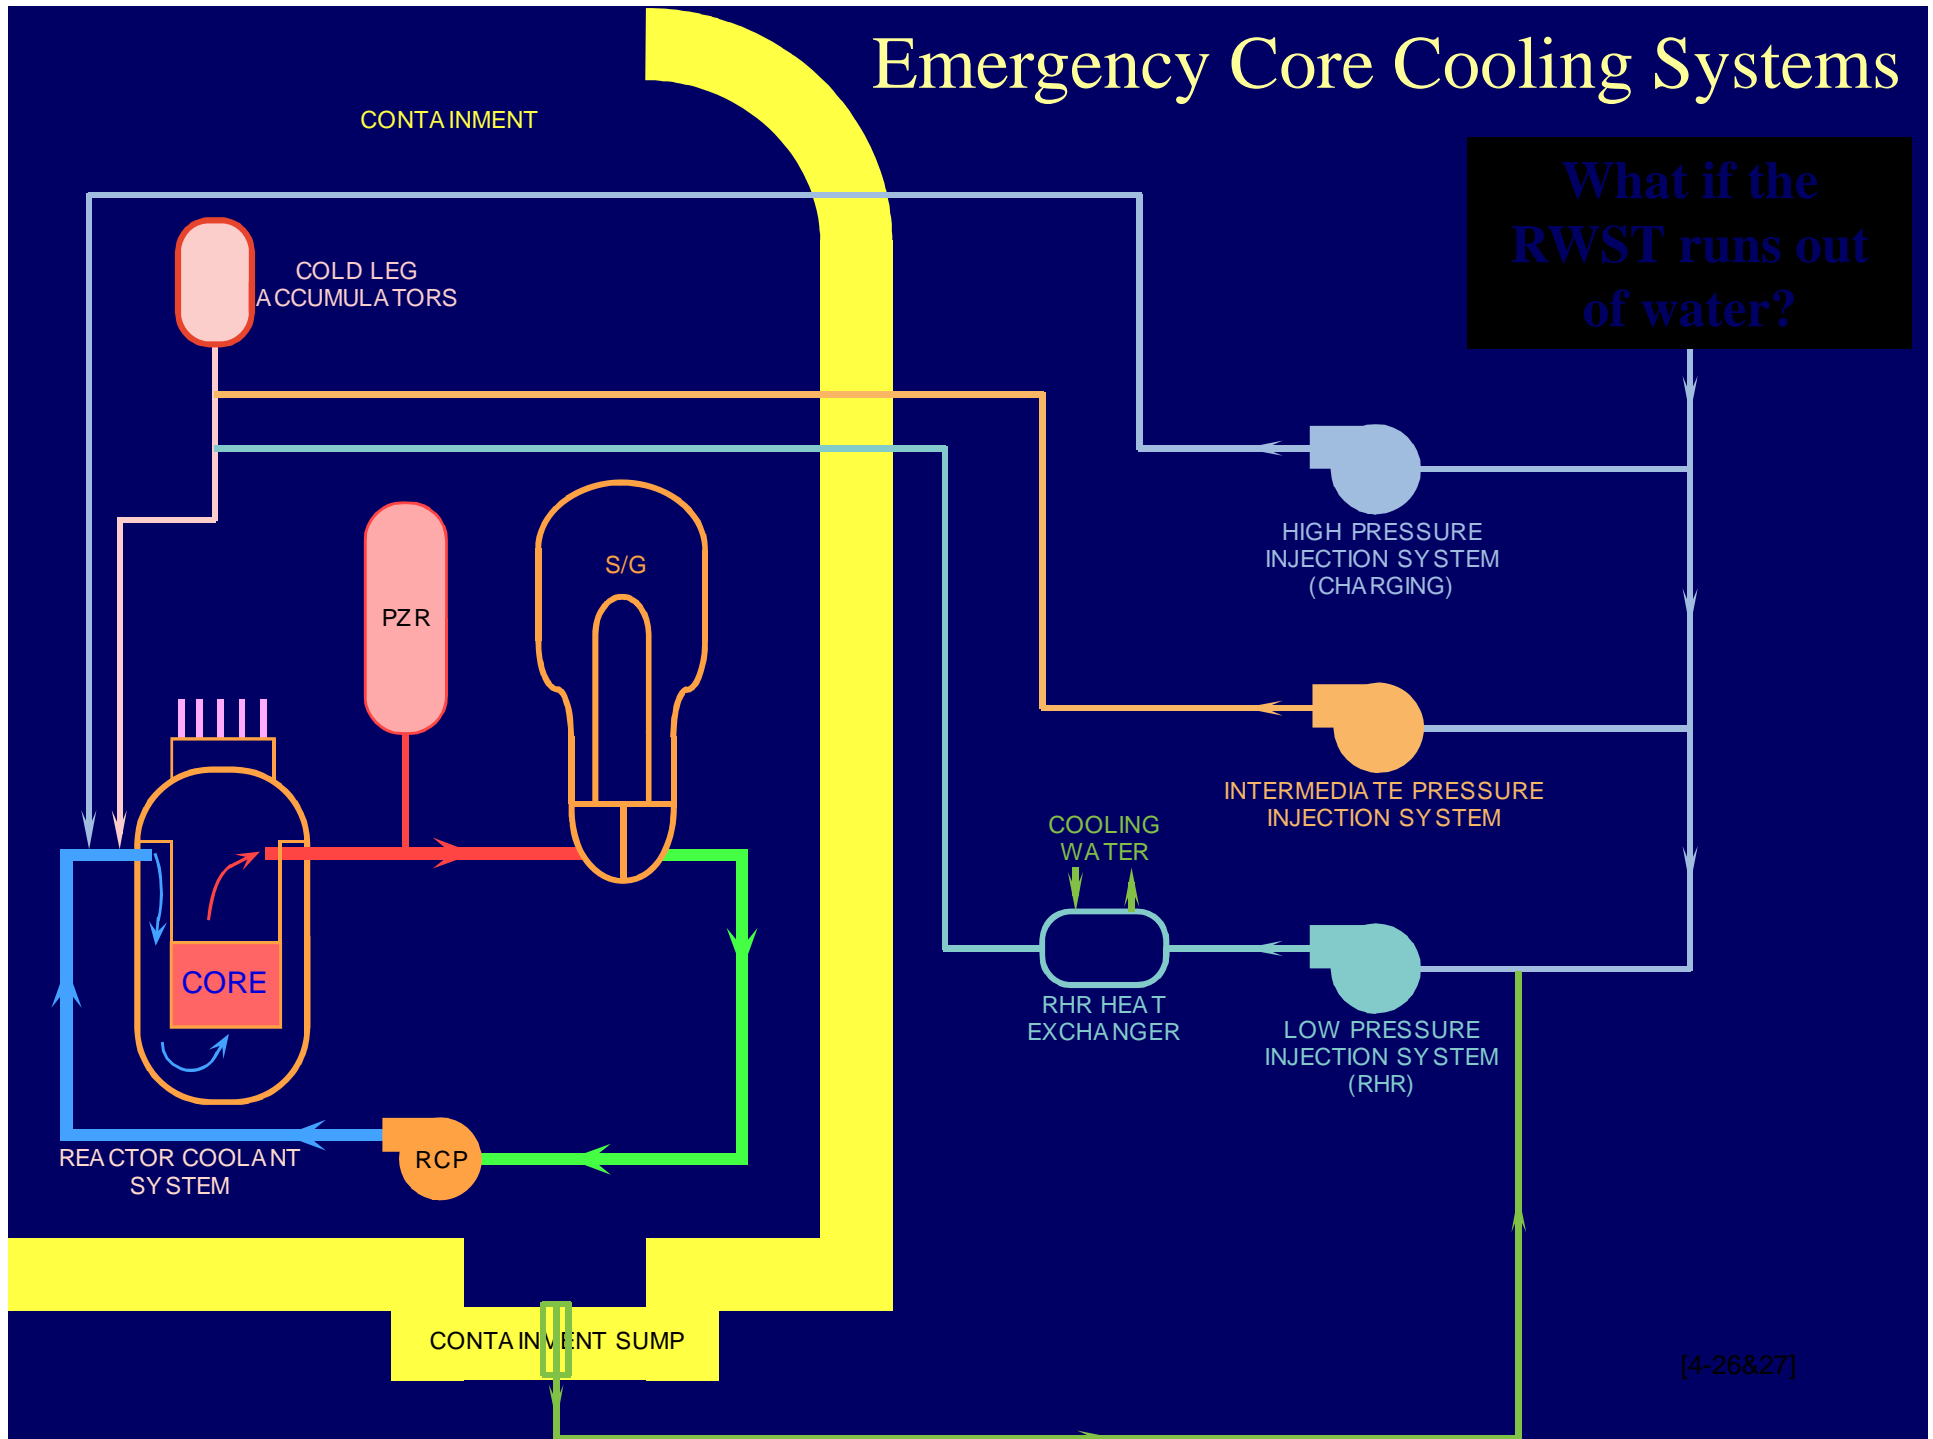 Emergency Core Cooling Systems
CONTAINMENT
What if the
RWST runs out
of water?
COLD LEG
ACCUMULATORS
HIGH PRESSURE
INJECTION SYSTEM
(CHARGING)
S/G
PZR
INTERMEDIATE PRESSURE
INJECTION SYSTEM
COOLING
WATER
CORE
RHR HEAT
EXCHANGER
LOW PRESSURE
INJECTION SYSTEM
(RHR)
RCP
REACTOR COOLANT
SYSTEM
CONTAINMENT SUMP
[4-26&27]